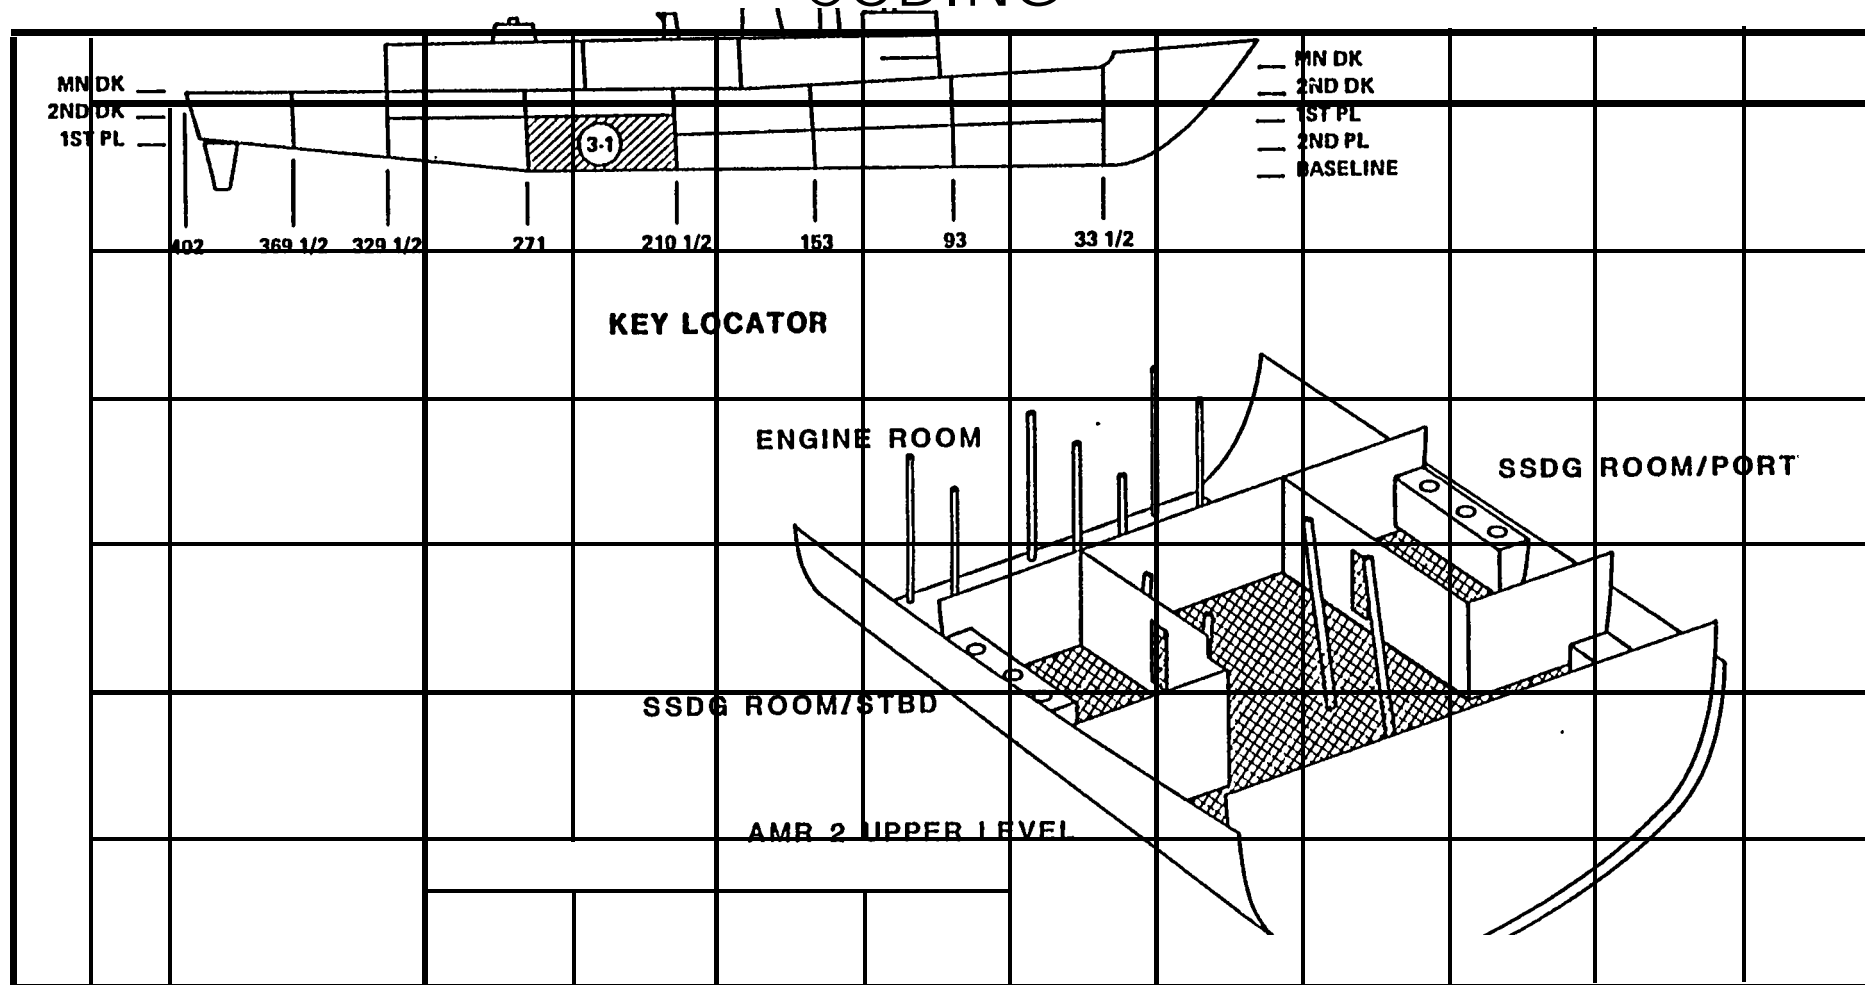 MN DK
2ND DK
1ST PL
MN DK
2ND DK
1ST PL
2ND PL
BASELINE
3-1
402 369 1/2 329 1/2 271 210 1/2 153 93 33 1/2
KEY LOCATOR
ENGINE ROOM
SSDG ROOM/PORT
SSDG ROOM/STBD
AMR 2 UPPER LEVEL